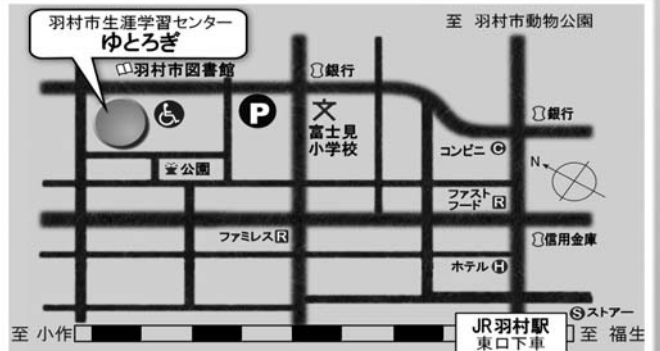 羽村市生涯学習センター
ゆとろぎ
至 羽村市動物公園
羽村市図書館
銀行
銀行
P
文
富士見
小学校
コンビニ C
N
公園
ファスト
フード R
ファミレス R
信用金庫
ホテル H
S ストアー
至 小作
JR羽村駅
東口下車
至 福生